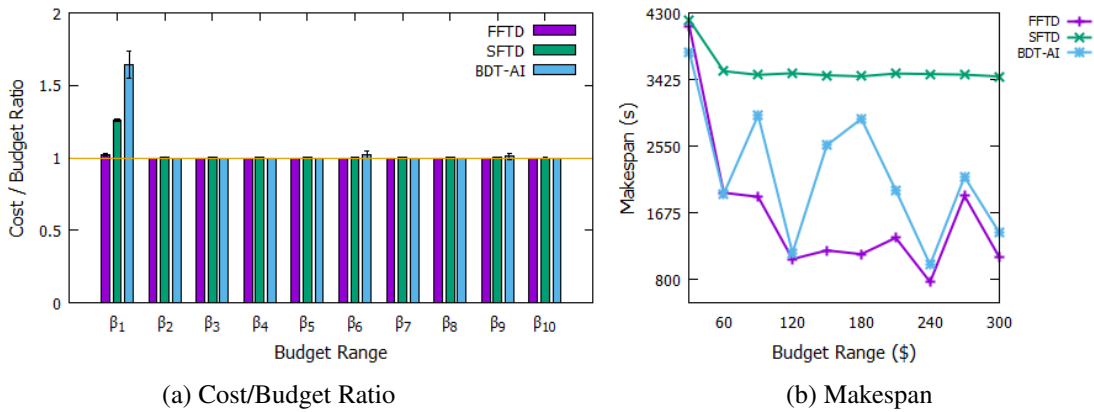 2
1.5
1
0.5
0
Cost / Budget Ratio
FFTD
SFTD
BDT-AI
β1 β2 β3 β4 β5 β6 β7 β8 β9 β10
Budget Range
(a) Cost/Budget Ratio
4300
3425
2550
1675
800
Makespan (s)
FFTD
SFTD
BDT-AI
60 120 180 240 300
Budget Range ($)
(b) Makespan